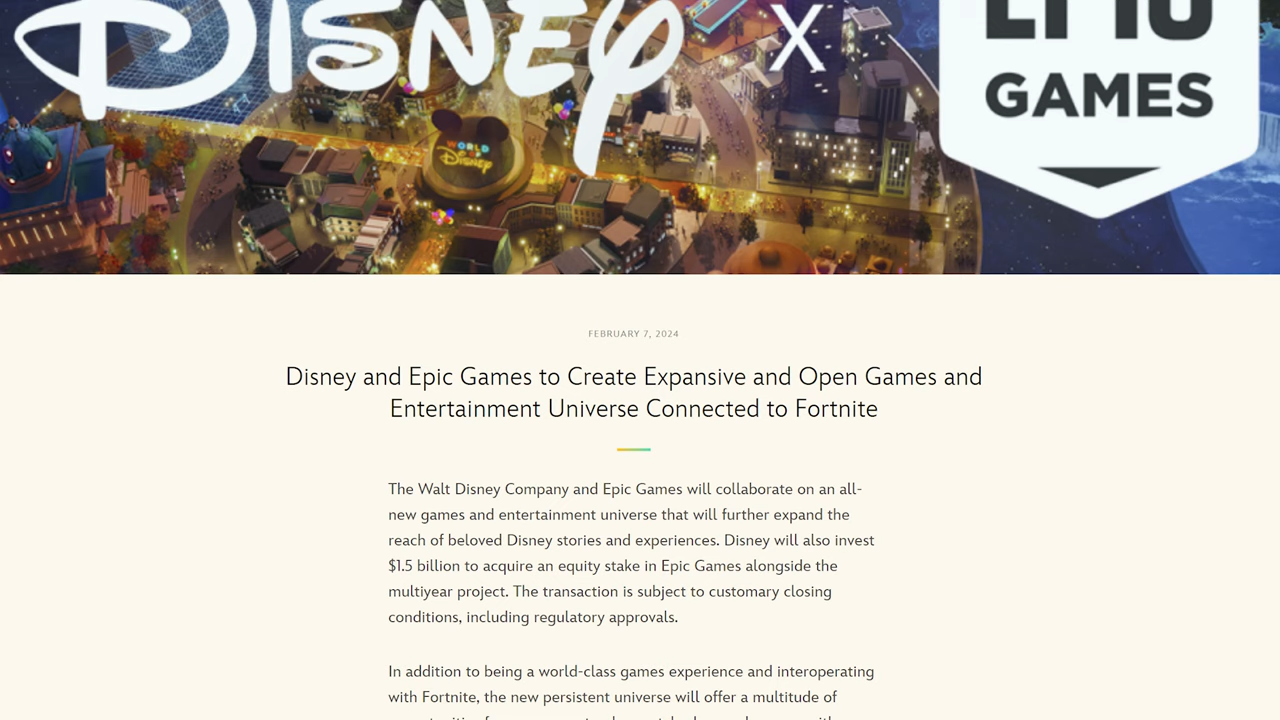 DISNEY X EPIC
GAMES
WORLD
OF
DISNEY
FEBRUARY 7, 2024
Disney and Epic Games to Create Expansive and Open Games and
Entertainment Universe Connected to Fortnite
The Walt Disney Company and Epic Games will collaborate on an all-
new games and entertainment universe that will further expand the
reach of beloved Disney stories and experiences. Disney will also invest
$1.5 billion to acquire an equity stake in Epic Games alongside the
multiyear project. The transaction is subject to customary closing
conditions, including regulatory approvals.
In addition to being a world-class games experience and interoperating
with Fortnite, the new persistent universe will offer a multitude of